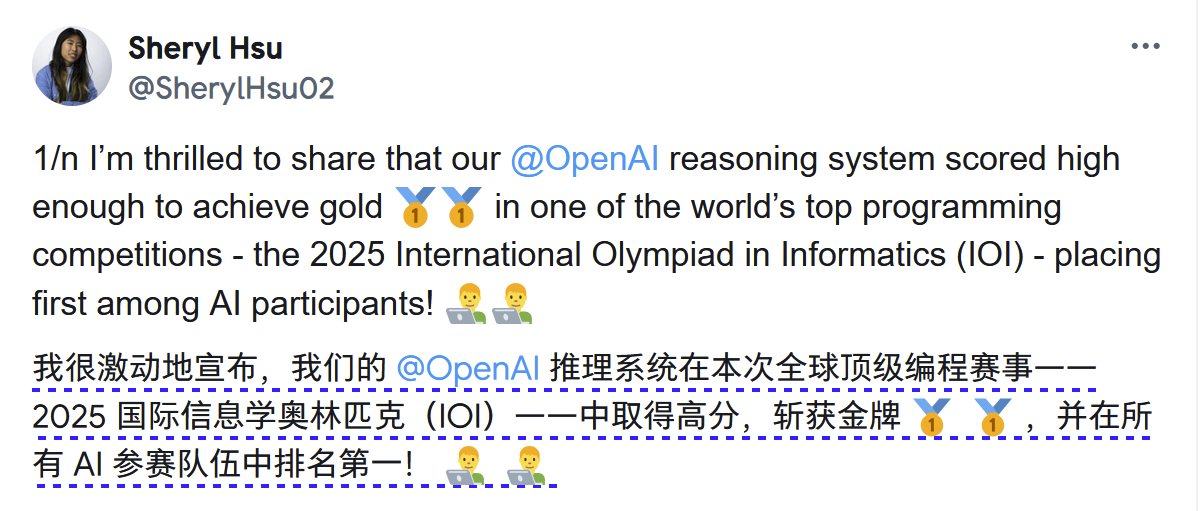 Sheryl Hsu
@SherylHsu02
1/n I’m thrilled to share that our @OpenAI reasoning system scored high
enough to achieve gold 🥇🥇 in one of the world’s top programming
competitions - the 2025 International Olympiad in Informatics (IOI) - placing
first among AI participants! 👨‍💻👨‍💻
我很激动地宣布，我们的 @OpenAI 推理系统在本次全球顶级编程赛事——
2025 国际信息学奥林匹克（IOI）——中取得高分，斩获金牌 🥇 🥇 ，并在所
有 AI 参赛队伍中排名第一！ 👨‍💻 👨‍💻